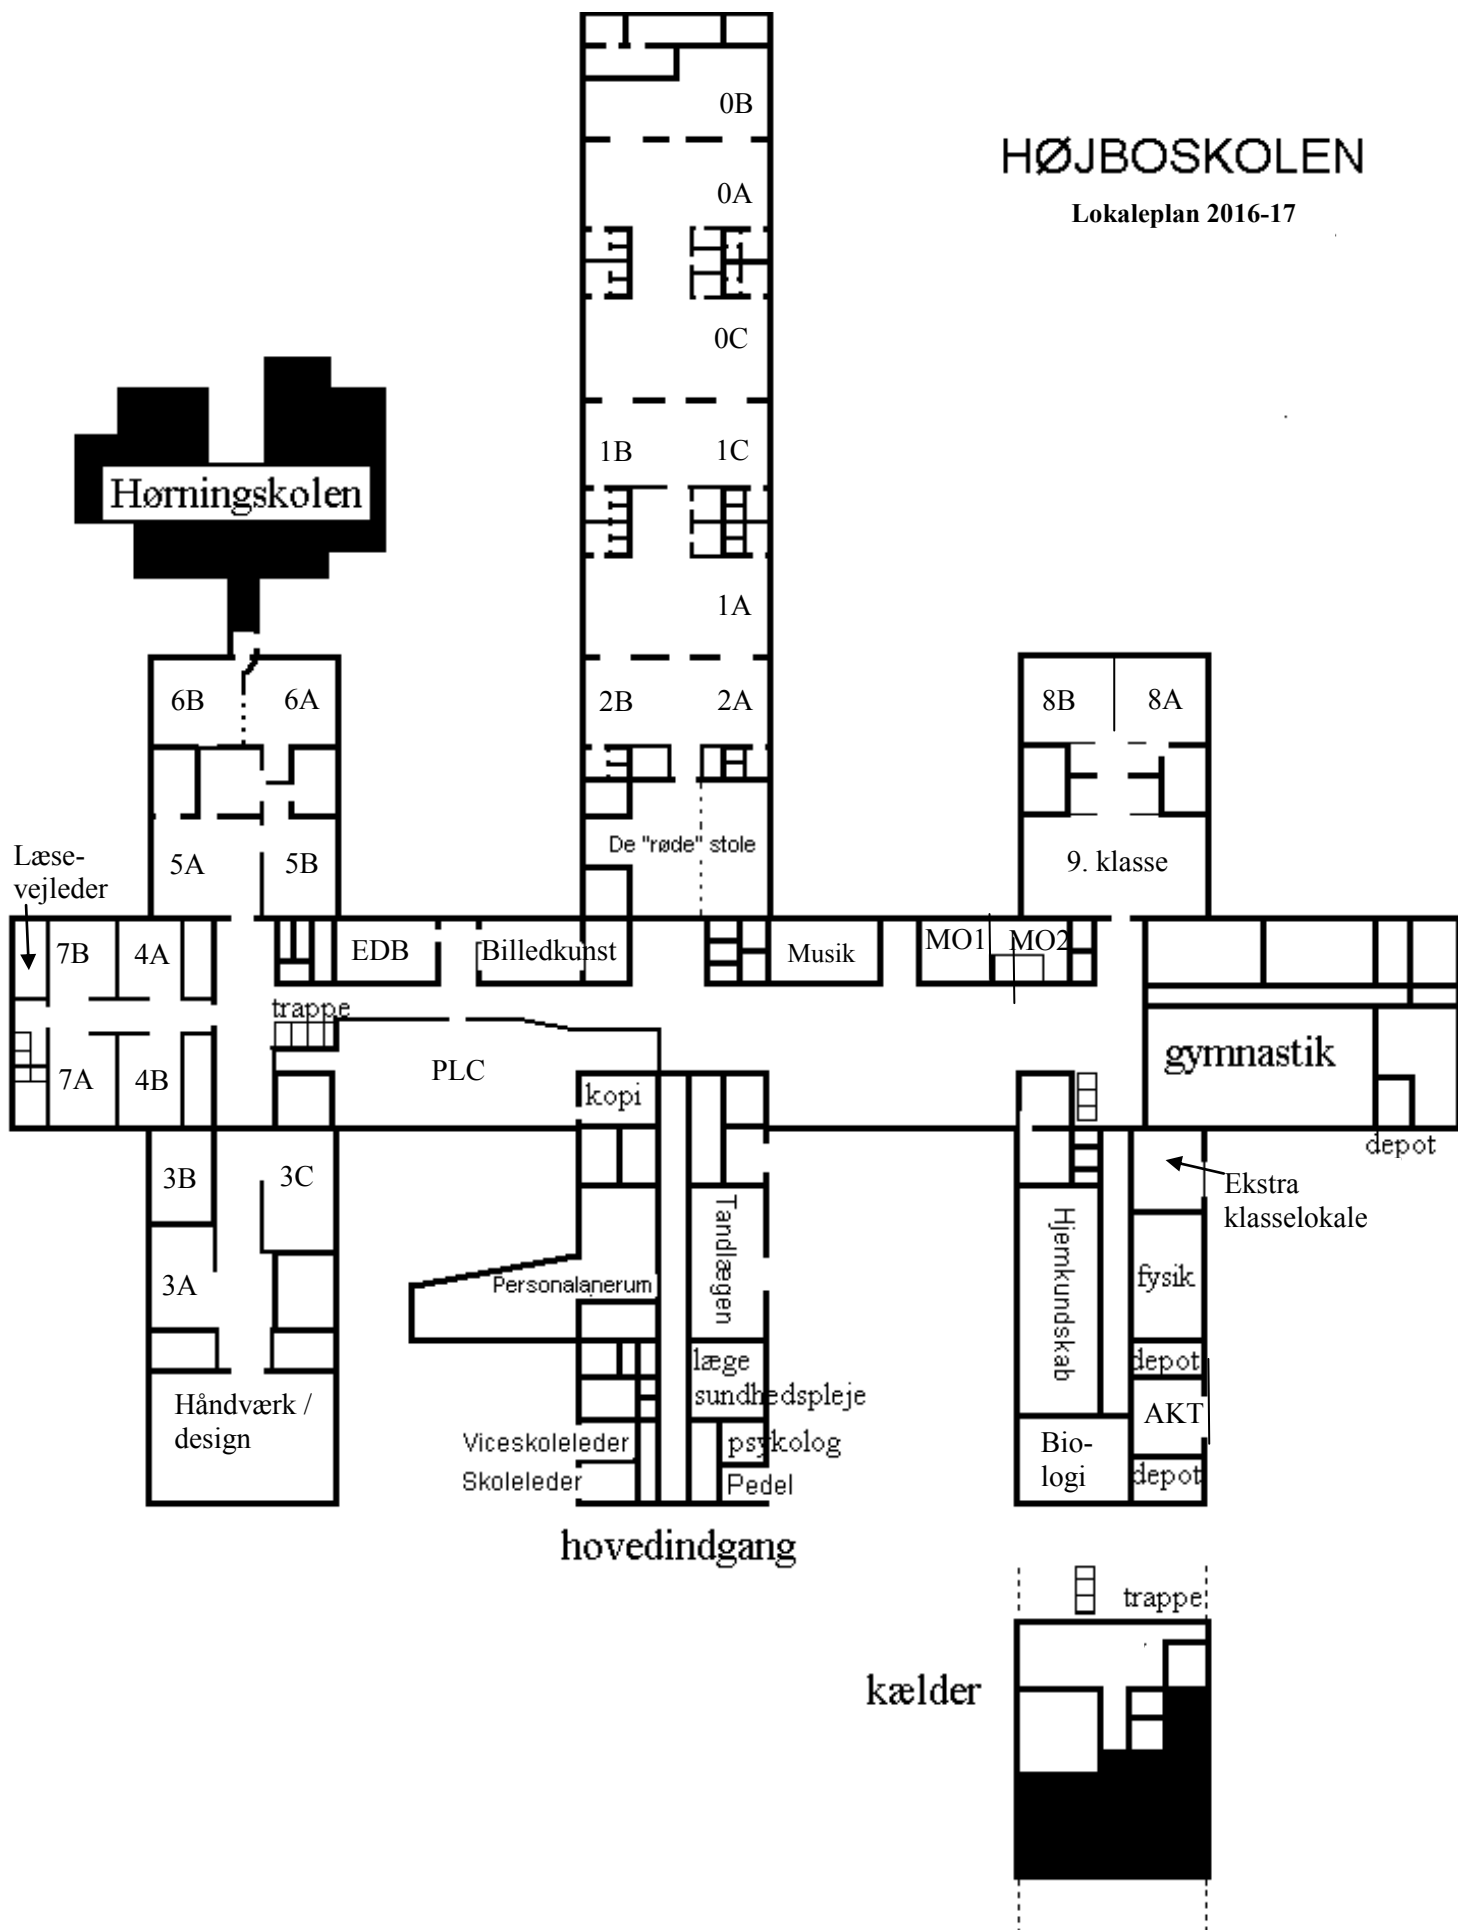 HØJBOSKOLEN
Lokaleplan 2016-17
0B
0A
0C
1B
1C
1A
2B
2A
De "røde" stole
Hørningskolen
6B
6A
5A
5B
8B
8A
9. klasse
Læse-
vejleder
7B
4A
EDB
Billedkunst
Musik
MO1
MO2
trappe
7A
4B
PLC
kopi
gymnastik
depot
3B
3C
3A
Håndværk /
design
Personalanerum
Tandlægen
læge
sundhedspleje
Viceskoleleder
psykolog
Skoleleder
Pedel
hovedindgang
Hjemkundskab
Ekstra
klasselokale
fysik
depot
AKT
Bio-
logi
depot
trappe
kælder